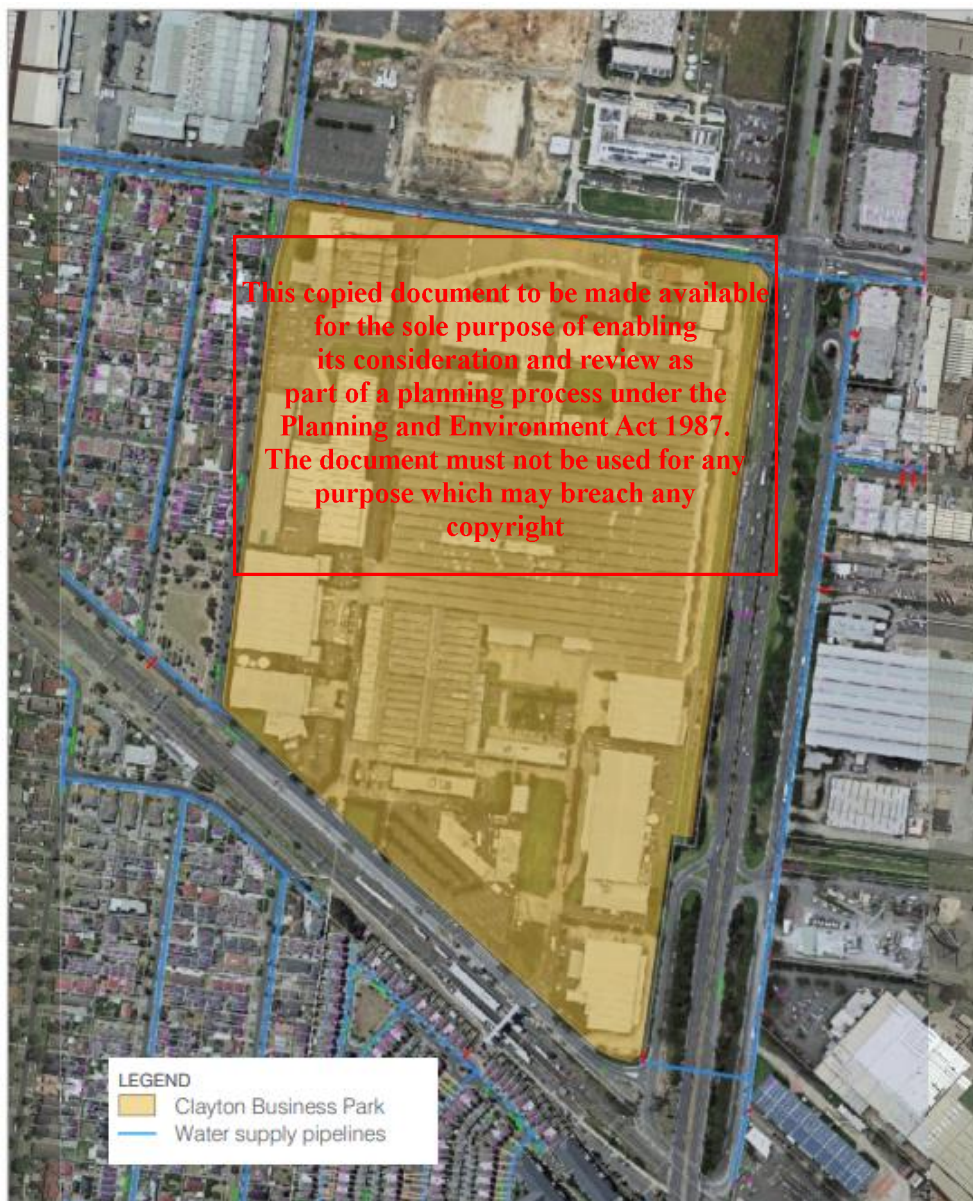 This copied document to be made available
for the sole purpose of enabling
its consideration and review as
part of a planning process under the
Planning and Environment Act 1987.
The document must not be used for any
purpose which may breach any
copyright
LEGEND
Clayton Business Park
Water supply pipelines